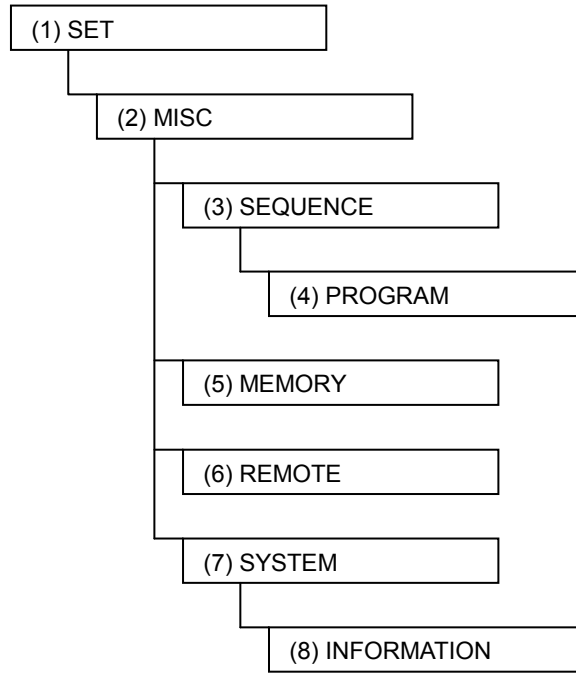 (1) SET
(2) MISC
(3) SEQUENCE
(4) PROGRAM
(5) MEMORY
(6) REMOTE
(7) SYSTEM
(8) INFORMATION